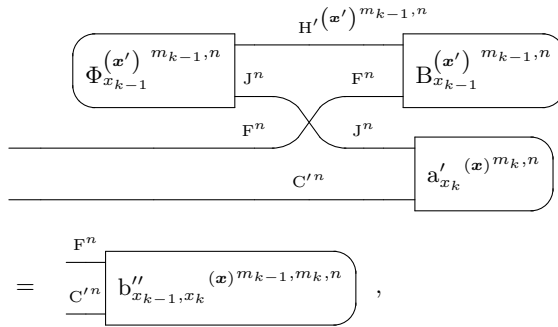 H′^{(𝒙′)^{m_{k−1},n}}
Φ_{x_{k−1}}^{(𝒙′)^{m_{k−1},n}} J^n F^n B_{x_{k−1}}^{(𝒙′)^{m_{k−1},n}}
F^n J^n
C′^n a′_{x_k}^{(𝒙)^{m_k,n}}
F^n
= C′^n b″_{x_{k−1},x_k}^{(𝒙)^{m_{k−1},m_k,n}} ,